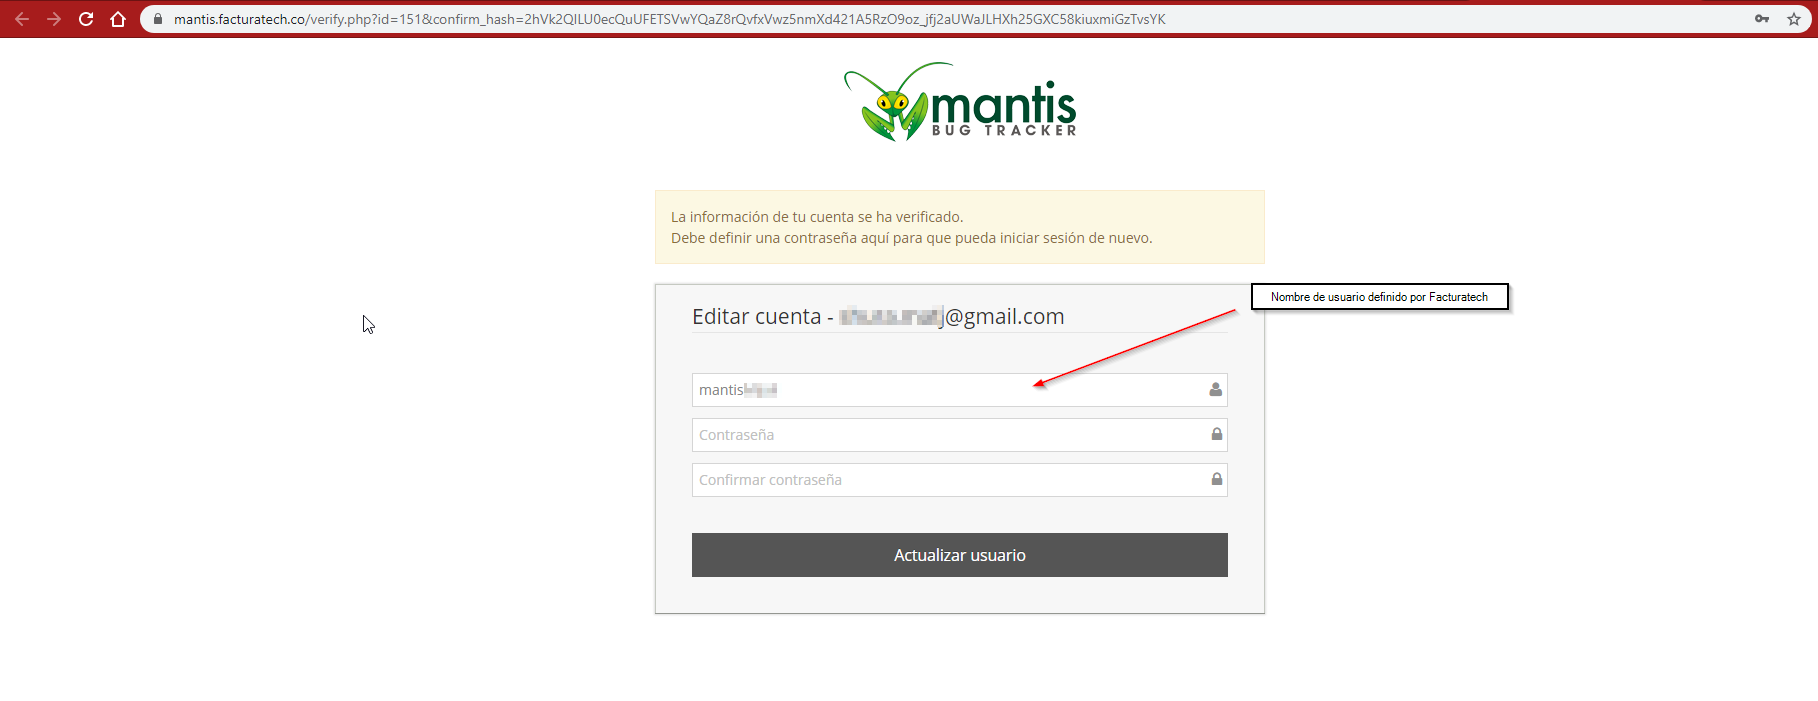 mantis.facturatech.co/verify.php?id=151&confirm_hash=2hVk2QILU0ecQuUFETSVwYQaZ8rQvfxVwz5nmXd421A5RzO9oz_jfj2aUWaJLHXh25GXC58kiuxmiGzTvsYK
mantis
BUG TRACKER
La información de tu cuenta se ha verificado.
Debe definir una contraseña aquí para que pueda iniciar sesión de nuevo.
Nombre de usuario definido por Facturatech
Editar cuenta - @gmail.com
mantis
Contraseña
Confirmar contraseña
Actualizar usuario